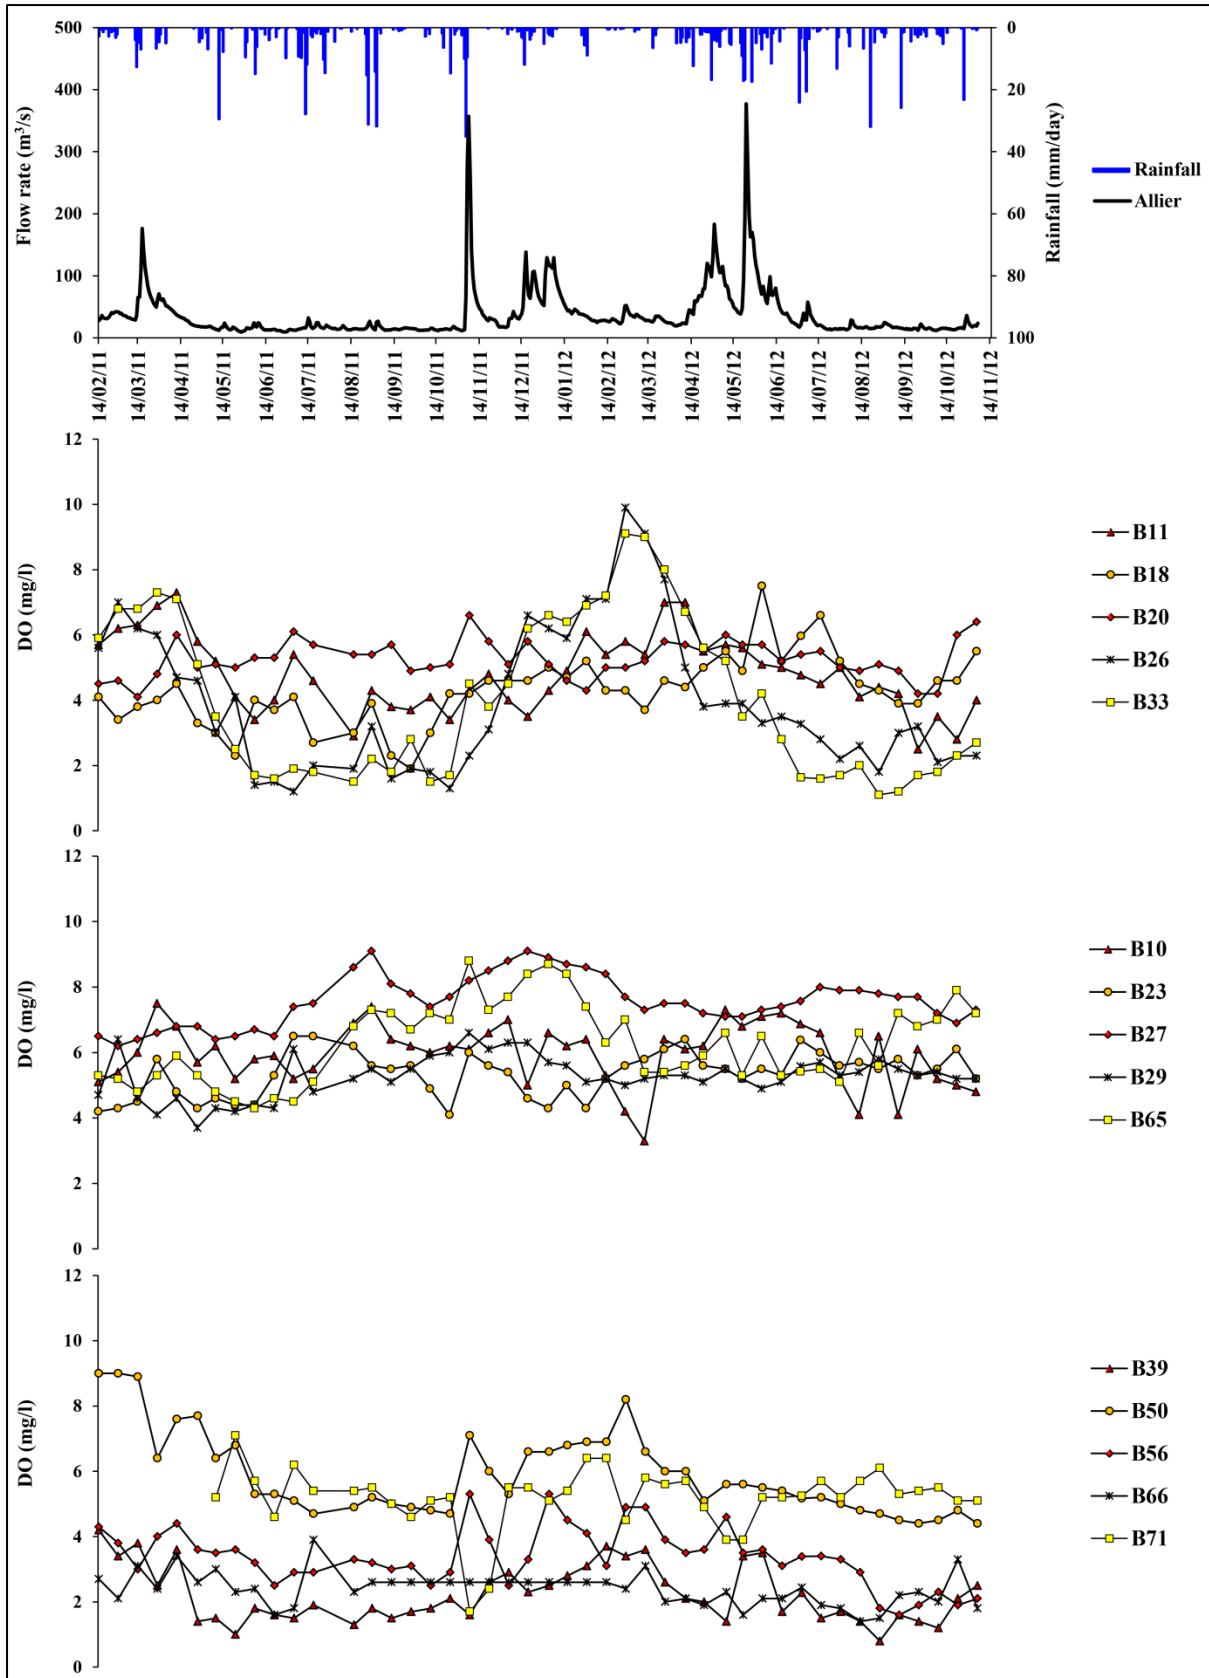 500
400
300
200
100
0
Flow rate (m³/s)
0
20
40
60
80
100
Rainfall (mm/day)
Rainfall
Allier
14/02/11
14/03/11
14/04/11
14/05/11
14/06/11
14/07/11
14/08/11
14/09/11
14/10/11
14/11/11
14/12/11
14/01/12
14/02/12
14/03/12
14/04/12
14/05/12
14/06/12
14/07/12
14/08/12
14/09/12
14/10/12
14/11/12
12
10
8
6
4
2
0
DO (mg/l)
B11
B18
B20
B26
B33
12
10
8
6
4
2
0
DO (mg/l)
B10
B23
B27
B29
B65
12
10
8
6
4
2
0
DO (mg/l)
B39
B50
B56
B66
B71